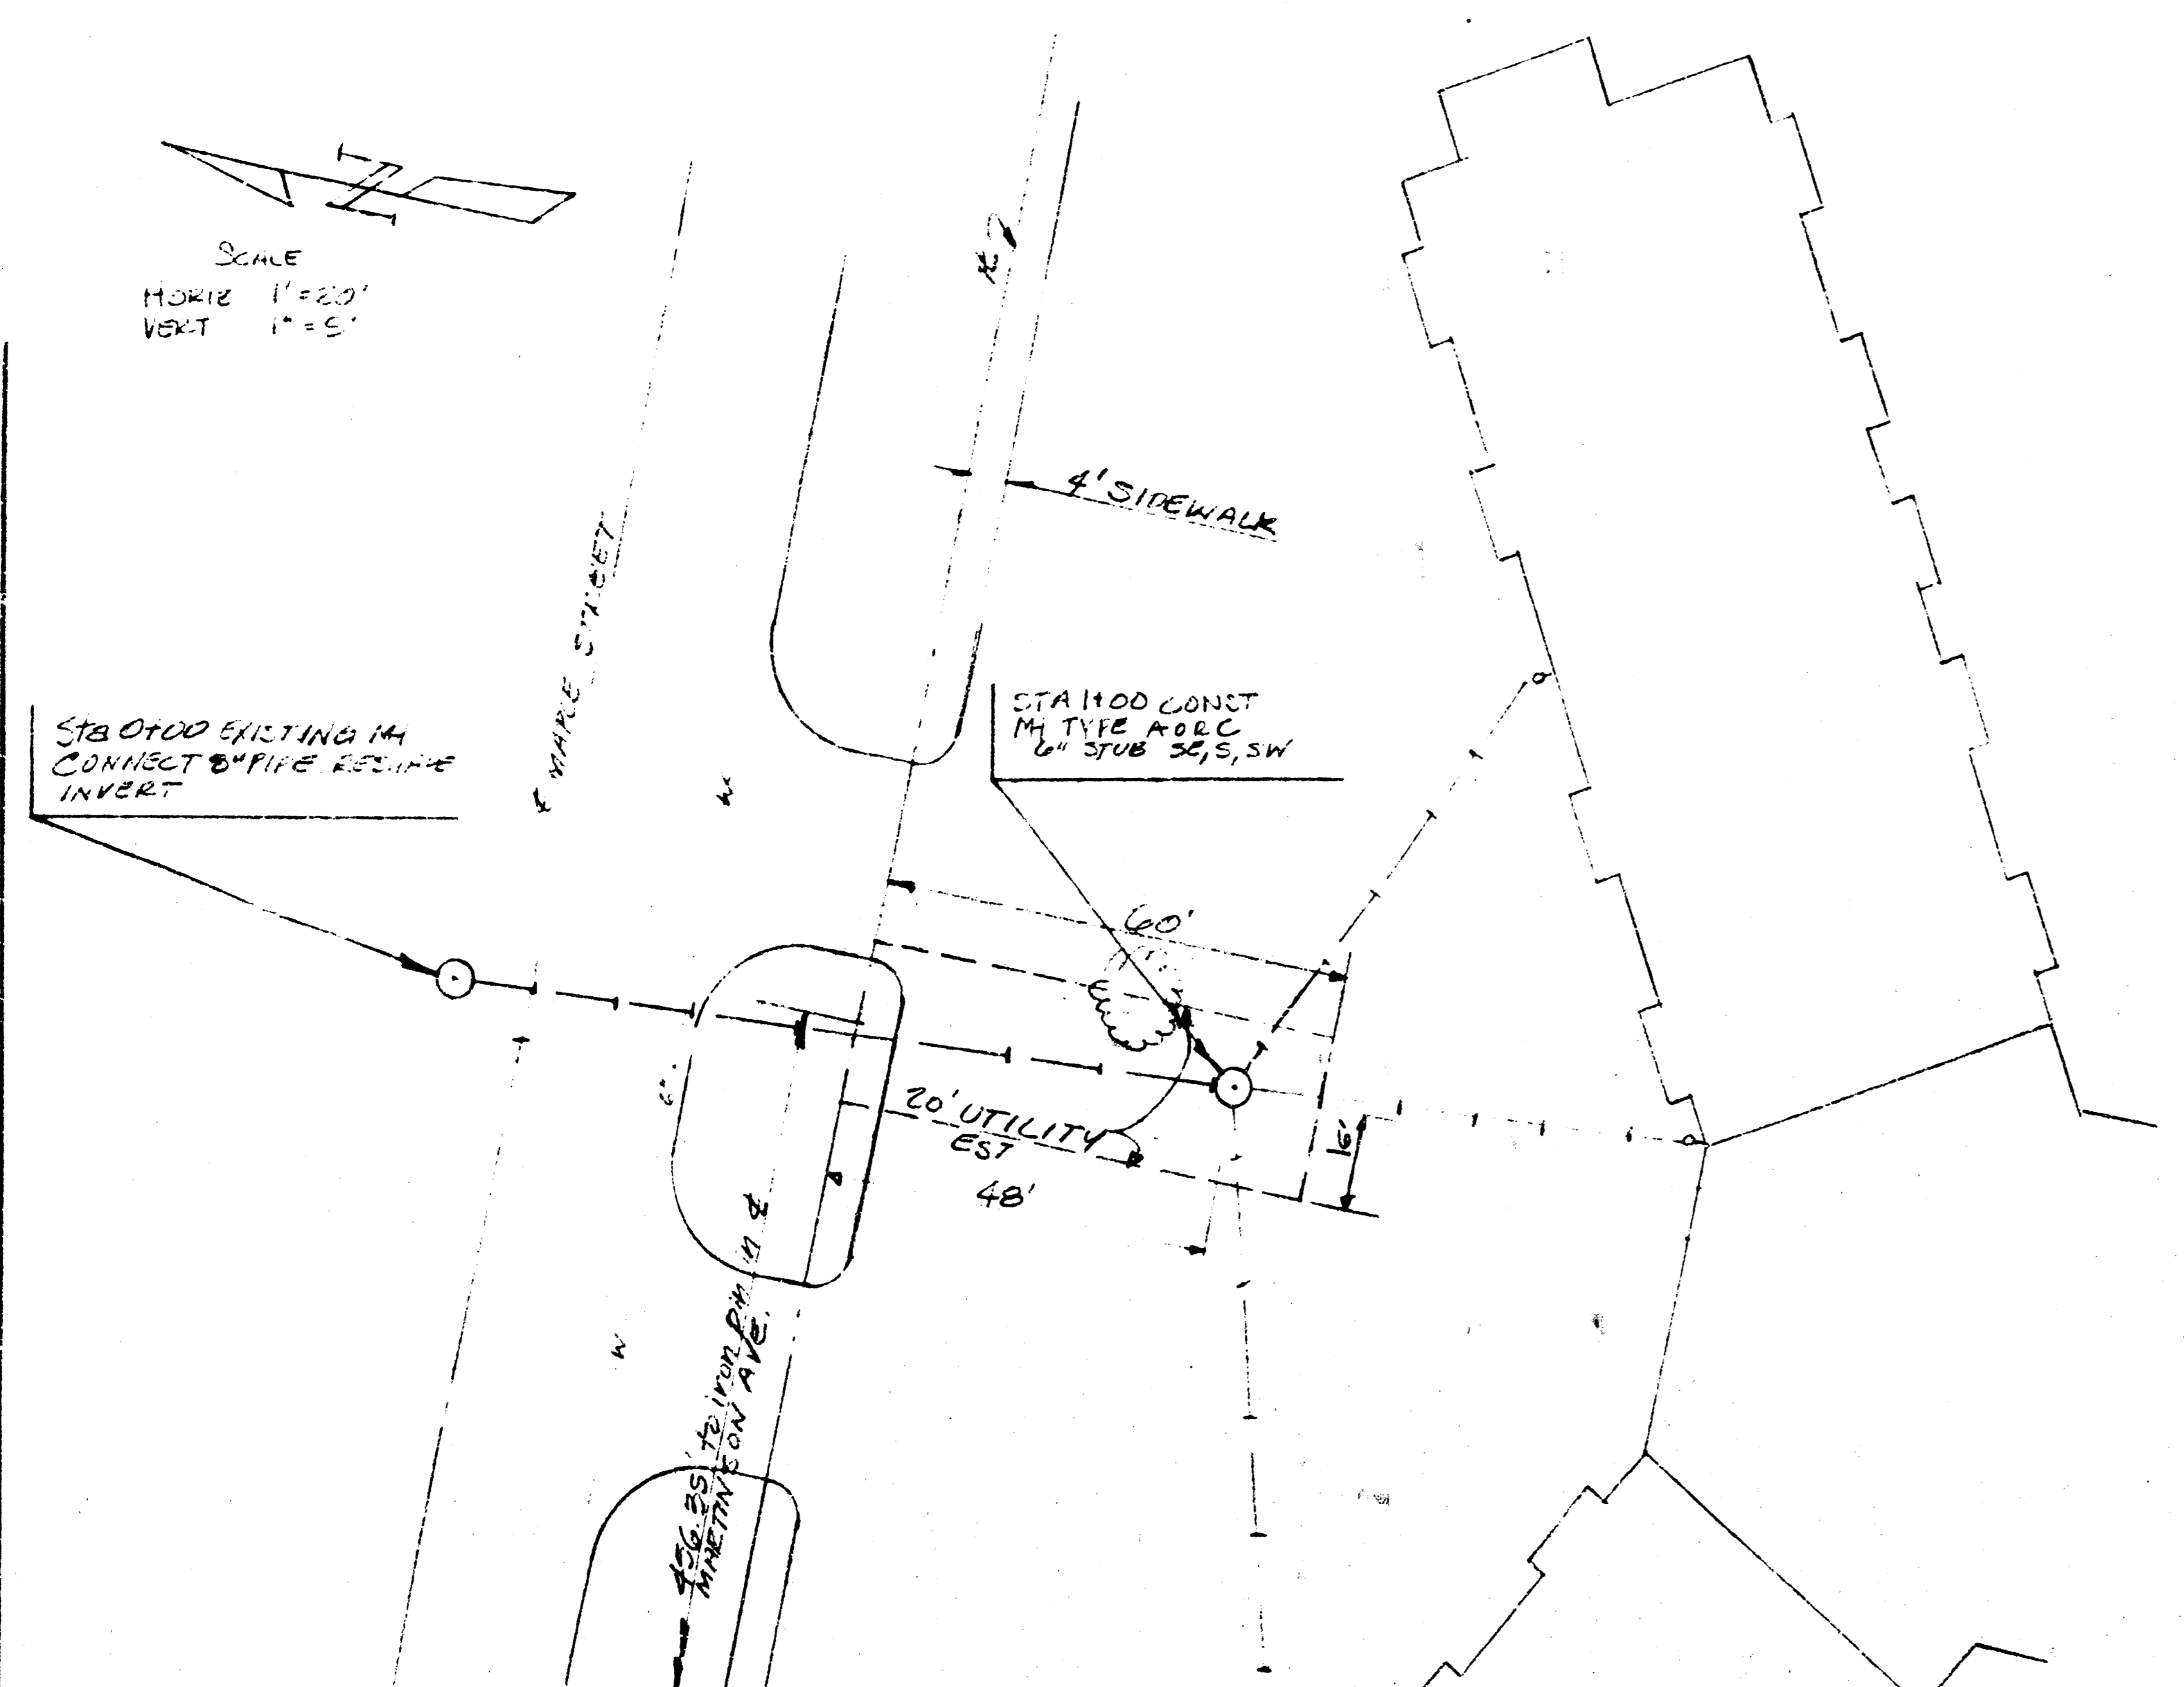 N
SCALE
HORIZ 1" = 20'
VERT 1" = 5'
R
4' SIDEWALK
℄ MAPLE STREET
Sta 0+00 EXISTING MH
CONNECT 8" PIPE RESHAPE
INVERT
STA 1+00 CONST
MH TYPE A OR C
6" STUB SE, S, SW
W
60'
6"
20' UTILITY
EST
48'
16'
W
456.35' to iron pin in ℄
MARTINSON AVE.